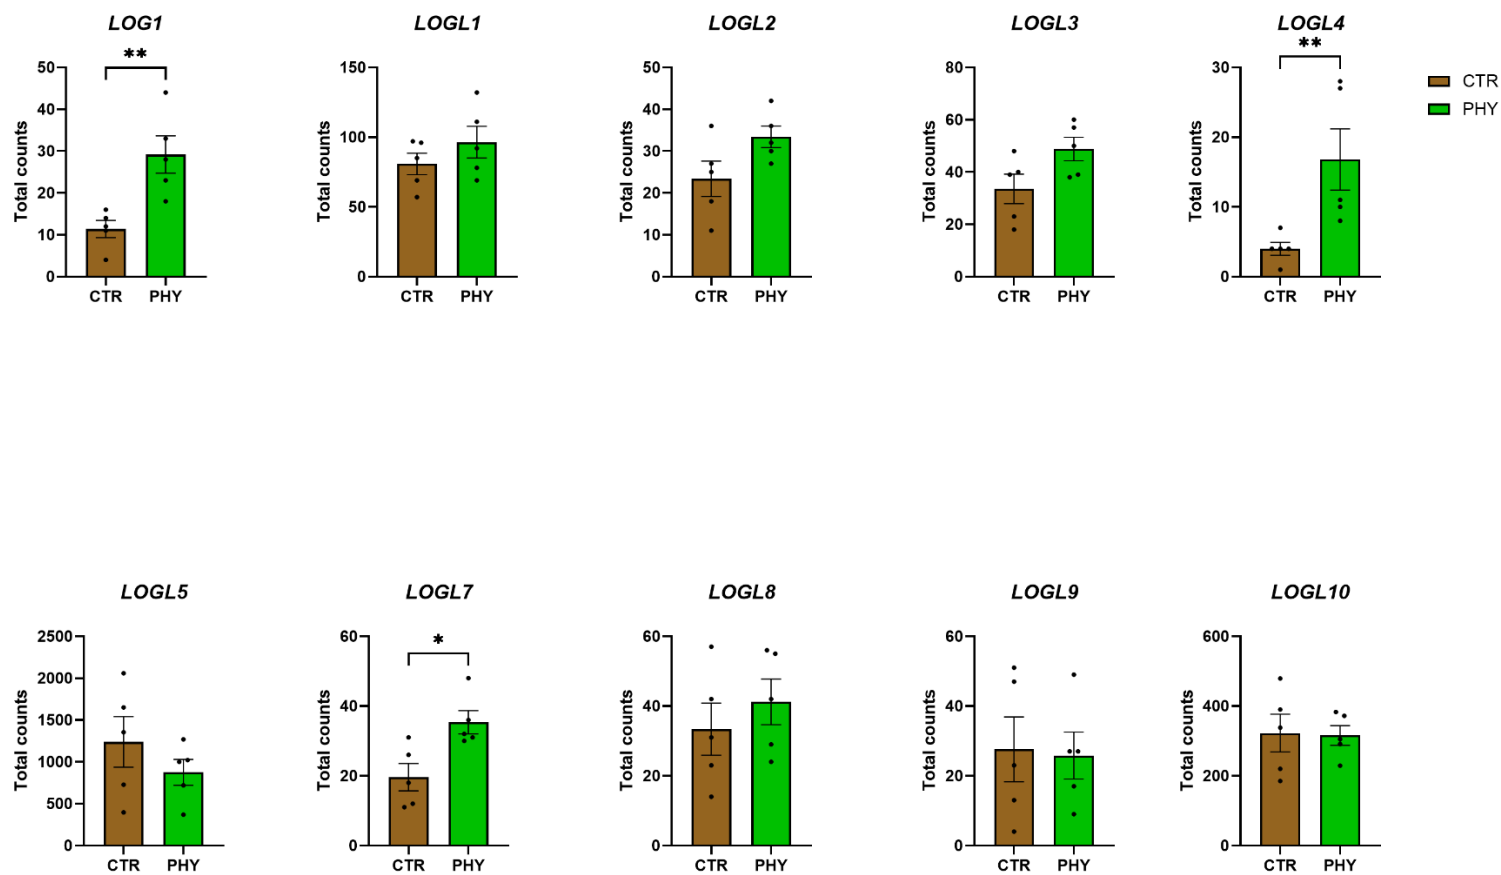 LOG1
**
50
40
30
20
10
0
Total counts
CTR PHY
LOGL1
150
100
50
0
Total counts
CTR PHY
LOGL2
50
40
30
20
10
0
Total counts
CTR PHY
LOGL3
80
60
40
20
0
Total counts
CTR PHY
LOGL4
**
30
20
10
0
Total counts
CTR PHY
CTR
PHY
LOGL5
2500
2000
1500
1000
500
0
Total counts
CTR PHY
LOGL7
*
60
40
20
0
Total counts
CTR PHY
LOGL8
60
40
20
0
Total counts
CTR PHY
LOGL9
60
40
20
0
Total counts
CTR PHY
LOGL10
600
400
200
0
Total counts
CTR PHY